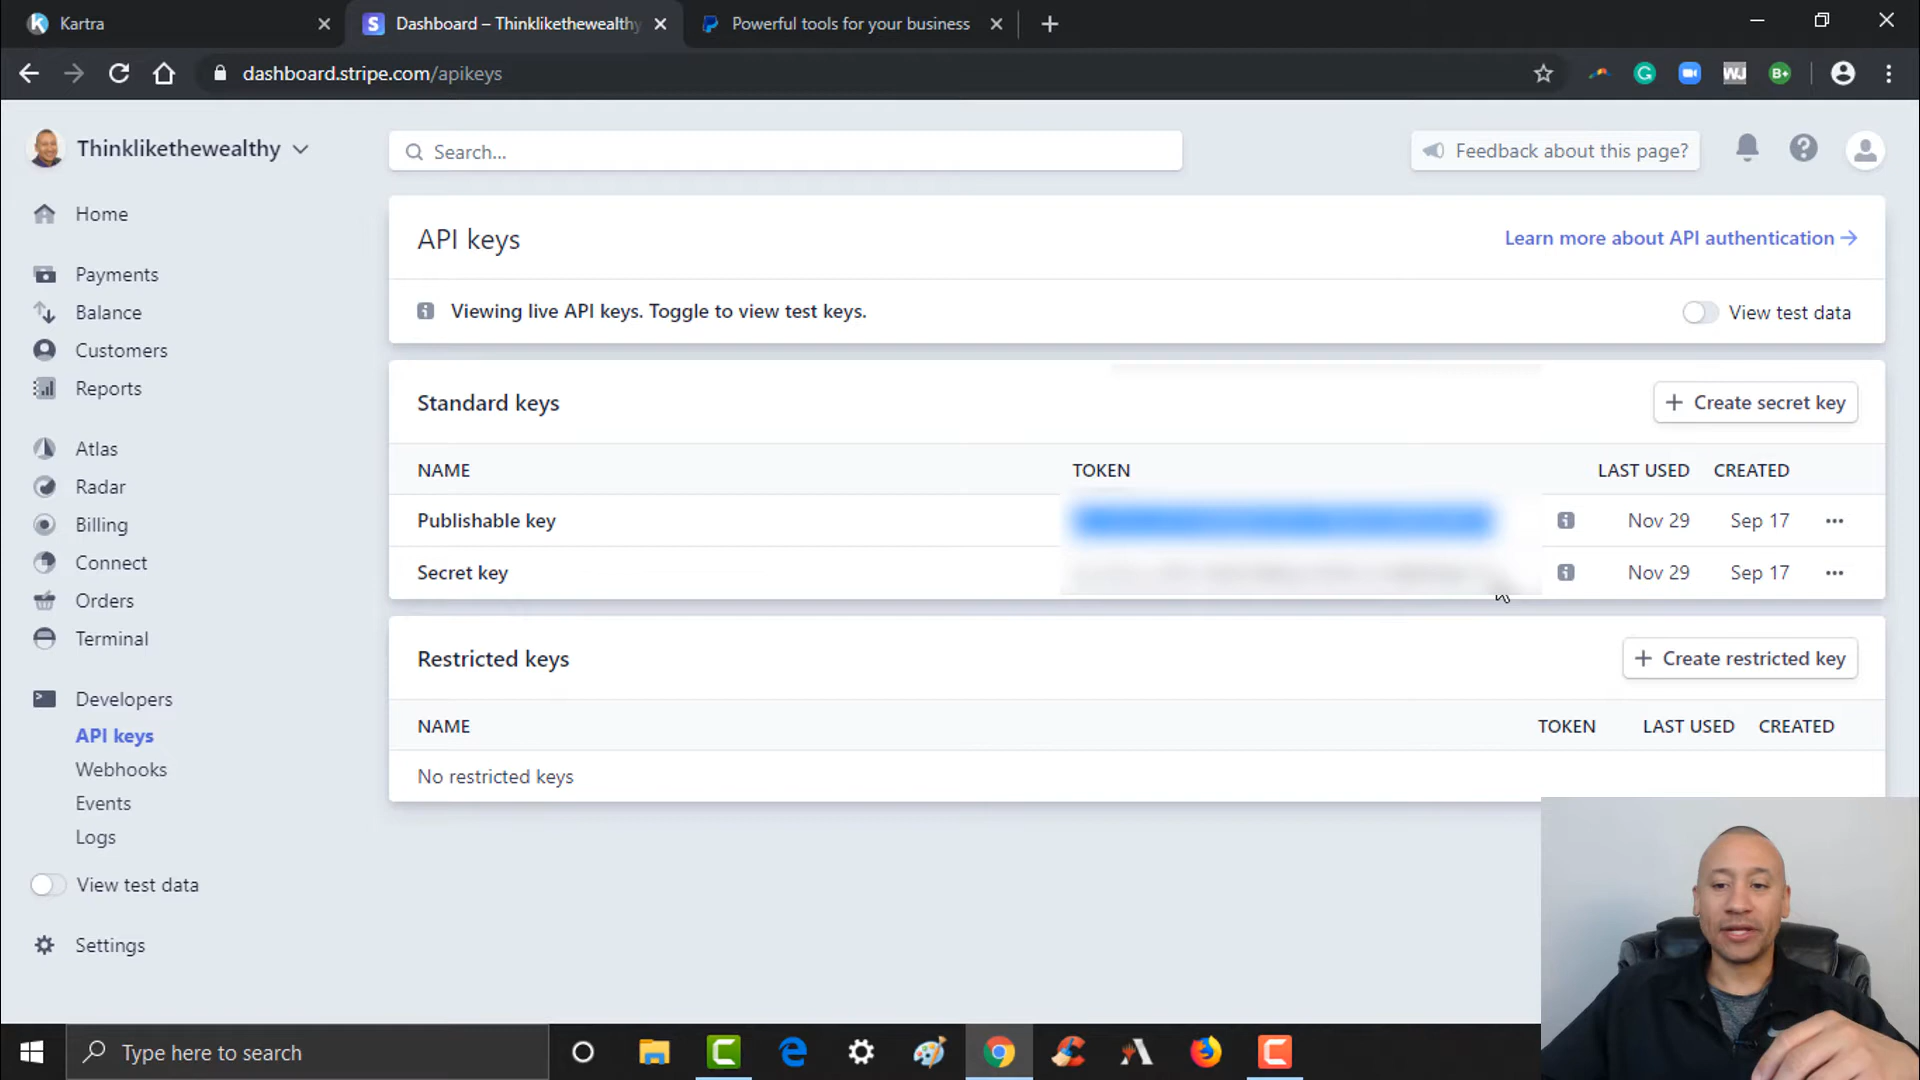 Kartra
Dashboard – Thinklikethewealthy
Powerful tools for your business
dashboard.stripe.com/apikeys
Thinklikethewealthy
Search...
Feedback about this page?
Home
Payments
Balance
Customers
Reports
Atlas
Radar
Billing
Connect
Orders
Terminal
Developers
API keys
Webhooks
Events
Logs
View test data
Settings
API keys
Learn more about API authentication →
Viewing live API keys. Toggle to view test keys.
View test data
Standard keys
+ Create secret key
NAME TOKEN LAST USED CREATED
Publishable key Nov 29 Sep 17 •••
Secret key Nov 29 Sep 17 •••
Restricted keys
+ Create restricted key
NAME TOKEN LAST USED CREATED
No restricted keys
Type here to search